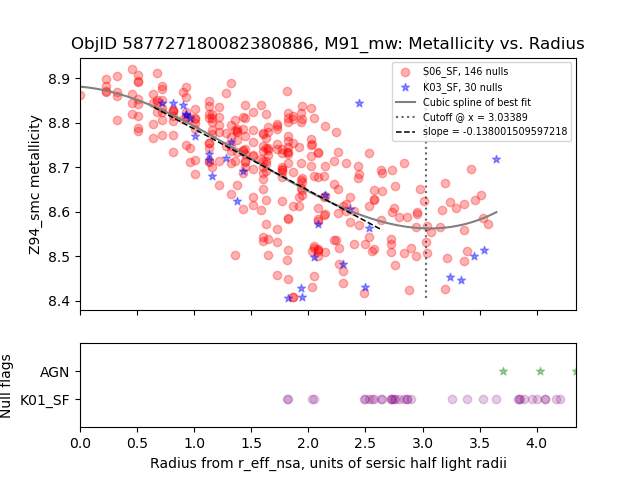 ObjID 587727180082380886, M91_mw: Metallicity vs. Radius
S06_SF, 146 nulls
K03_SF, 30 nulls
Cubic spline of best fit
Cutoff @ x = 3.03389
slope = -0.138001509597218
Z94_smc metallicity
8.9
8.8
8.7
8.6
8.5
8.4
Null flags
AGN
K01_SF
0.0 0.5 1.0 1.5 2.0 2.5 3.0 3.5 4.0
Radius from r_eff_nsa, units of sersic half light radii